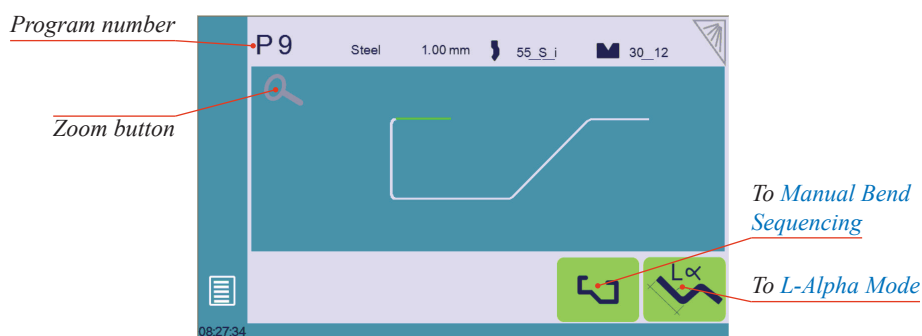 Program number
P 9 Steel 1.00 mm 55_S_i 30_12
Zoom button
To Manual Bend
Sequencing
L∝
To L-Alpha Mode
08:27:34